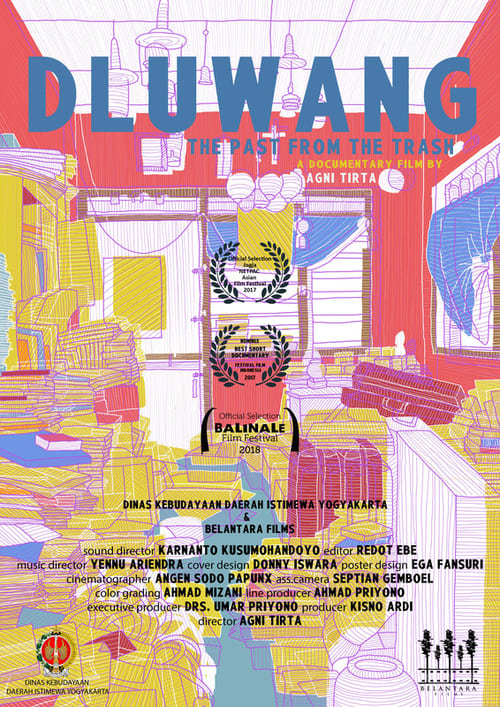 DLUWANG
THE PAST FROM THE TRASH
A DOCUMENTARY FILM BY
AGNI TIRTA
Official Selection
Jogja
NETPAC
Asian
Film Festival
2017
NOMINEE
BEST SHORT
DOCUMENTARY
FESTIVAL FILM
INDONESIA
2017
Official Selection
BALINALE
Film Festival
2018
DINAS KEBUDAYAAN DAERAH ISTIMEWA YOGYAKARTA
&
BELANTARA FILMS
sound director KARNANTO KUSUMOHANDOYO editor REDOT EBE
music director YENNU ARIENDRA cover design DONNY ISWARA poster design EGA FANSURI
cinematographer ANGEN SODO PAPUNX ass.camera SEPTIAN GEMBOEL
color grading AHMAD MIZANI line producer AHMAD PRIYONO
executive producer DRS. UMAR PRIYONO producer KISNO ARDI
director AGNI TIRTA
DINAS KEBUDAYAAN
DAERAH ISTIMEWA YOGYAKARTA
BELANTARA
FILMS